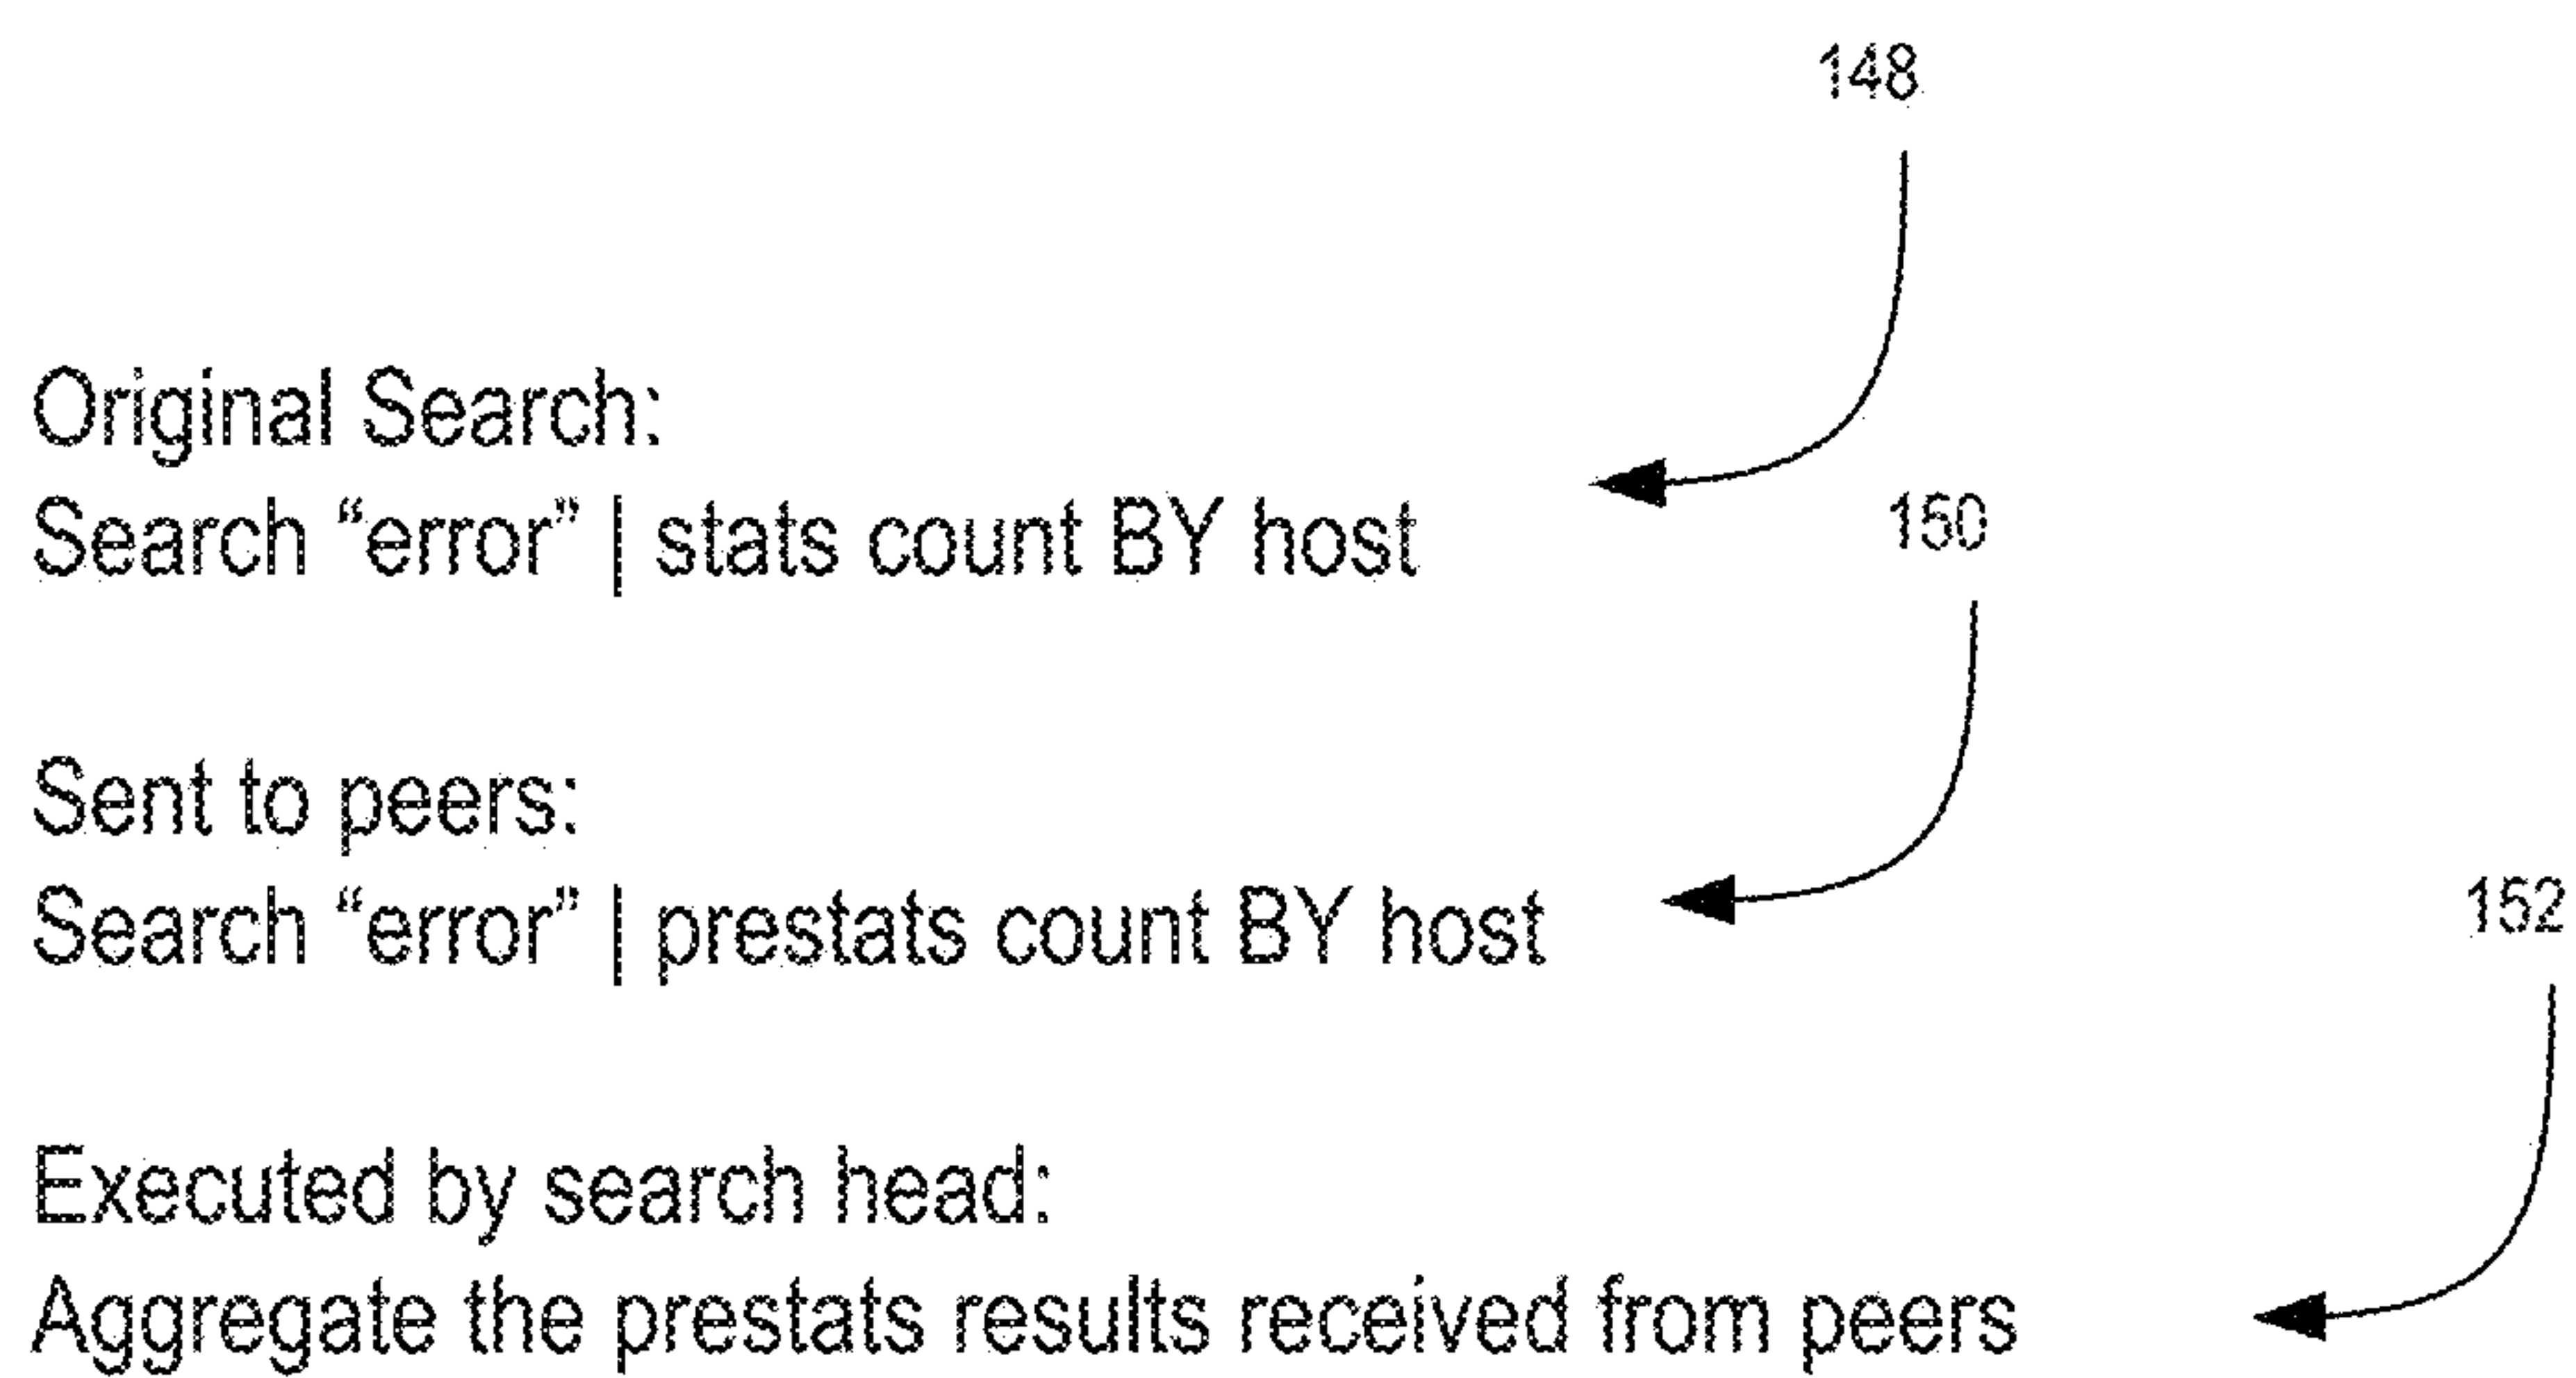 148
Original Search:
Search “error” | stats count BY host
150
Sent to peers:
Search “error” | prestats count BY host
152
Executed by search head:
Aggregate the prestats results received from peers